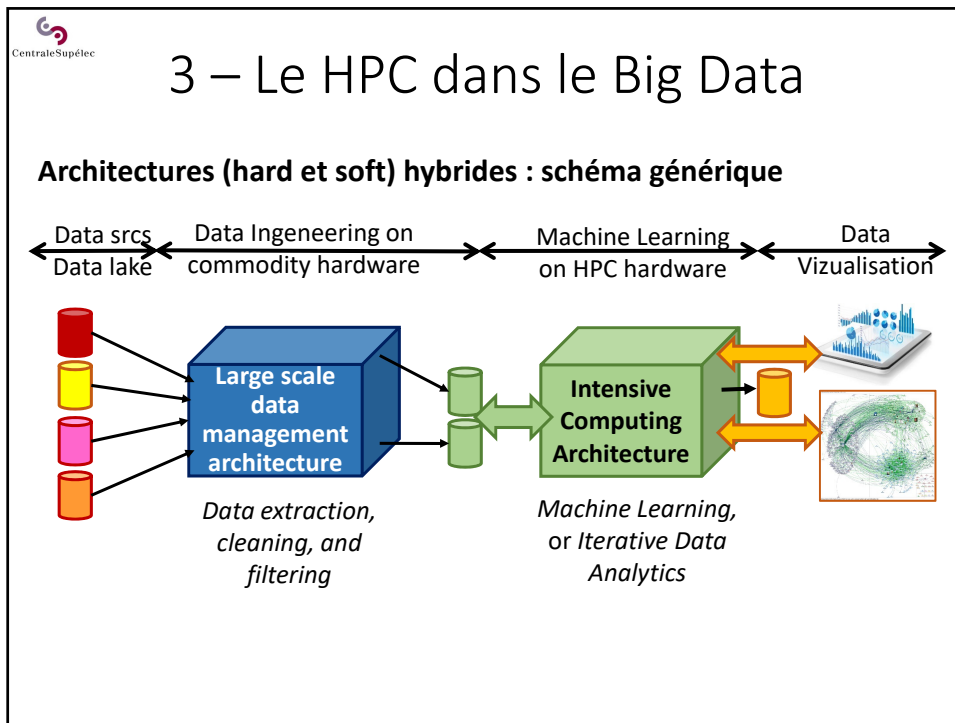 CentraleSupélec
3 – Le HPC dans le Big Data
Architectures (hard et soft) hybrides : schéma générique
Data srcs
Data lake
Data Ingeneering on
commodity hardware
Machine Learning
on HPC hardware
Data
Vizualisation
Large scale
data
management
architecture
Intensive
Computing
Architecture
Data extraction,
cleaning, and
filtering
Machine Learning,
or Iterative Data
Analytics